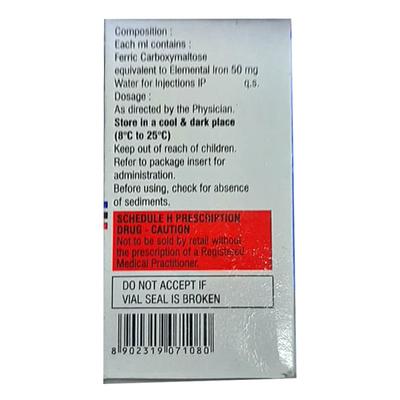 Composition :
Each ml contains :
Ferric Carboxymaltose
equivalent to Elemental Iron 50 mg
Water for Injections IP q.s.
Dosage :
As directed by the Physician.
Store in a cool & dark place
(8°C to 25°C)
Keep out of reach of children.
Refer to package insert for
administration.
Before using, check for absence
of sediments.
SCHEDULE H PRESCRIPTION
DRUG - CAUTION
Not to be sold by retail without
the prescription of a Registered
Medical Practitioner.
DO NOT ACCEPT IF
VIAL SEAL IS BROKEN
8 902319 071080